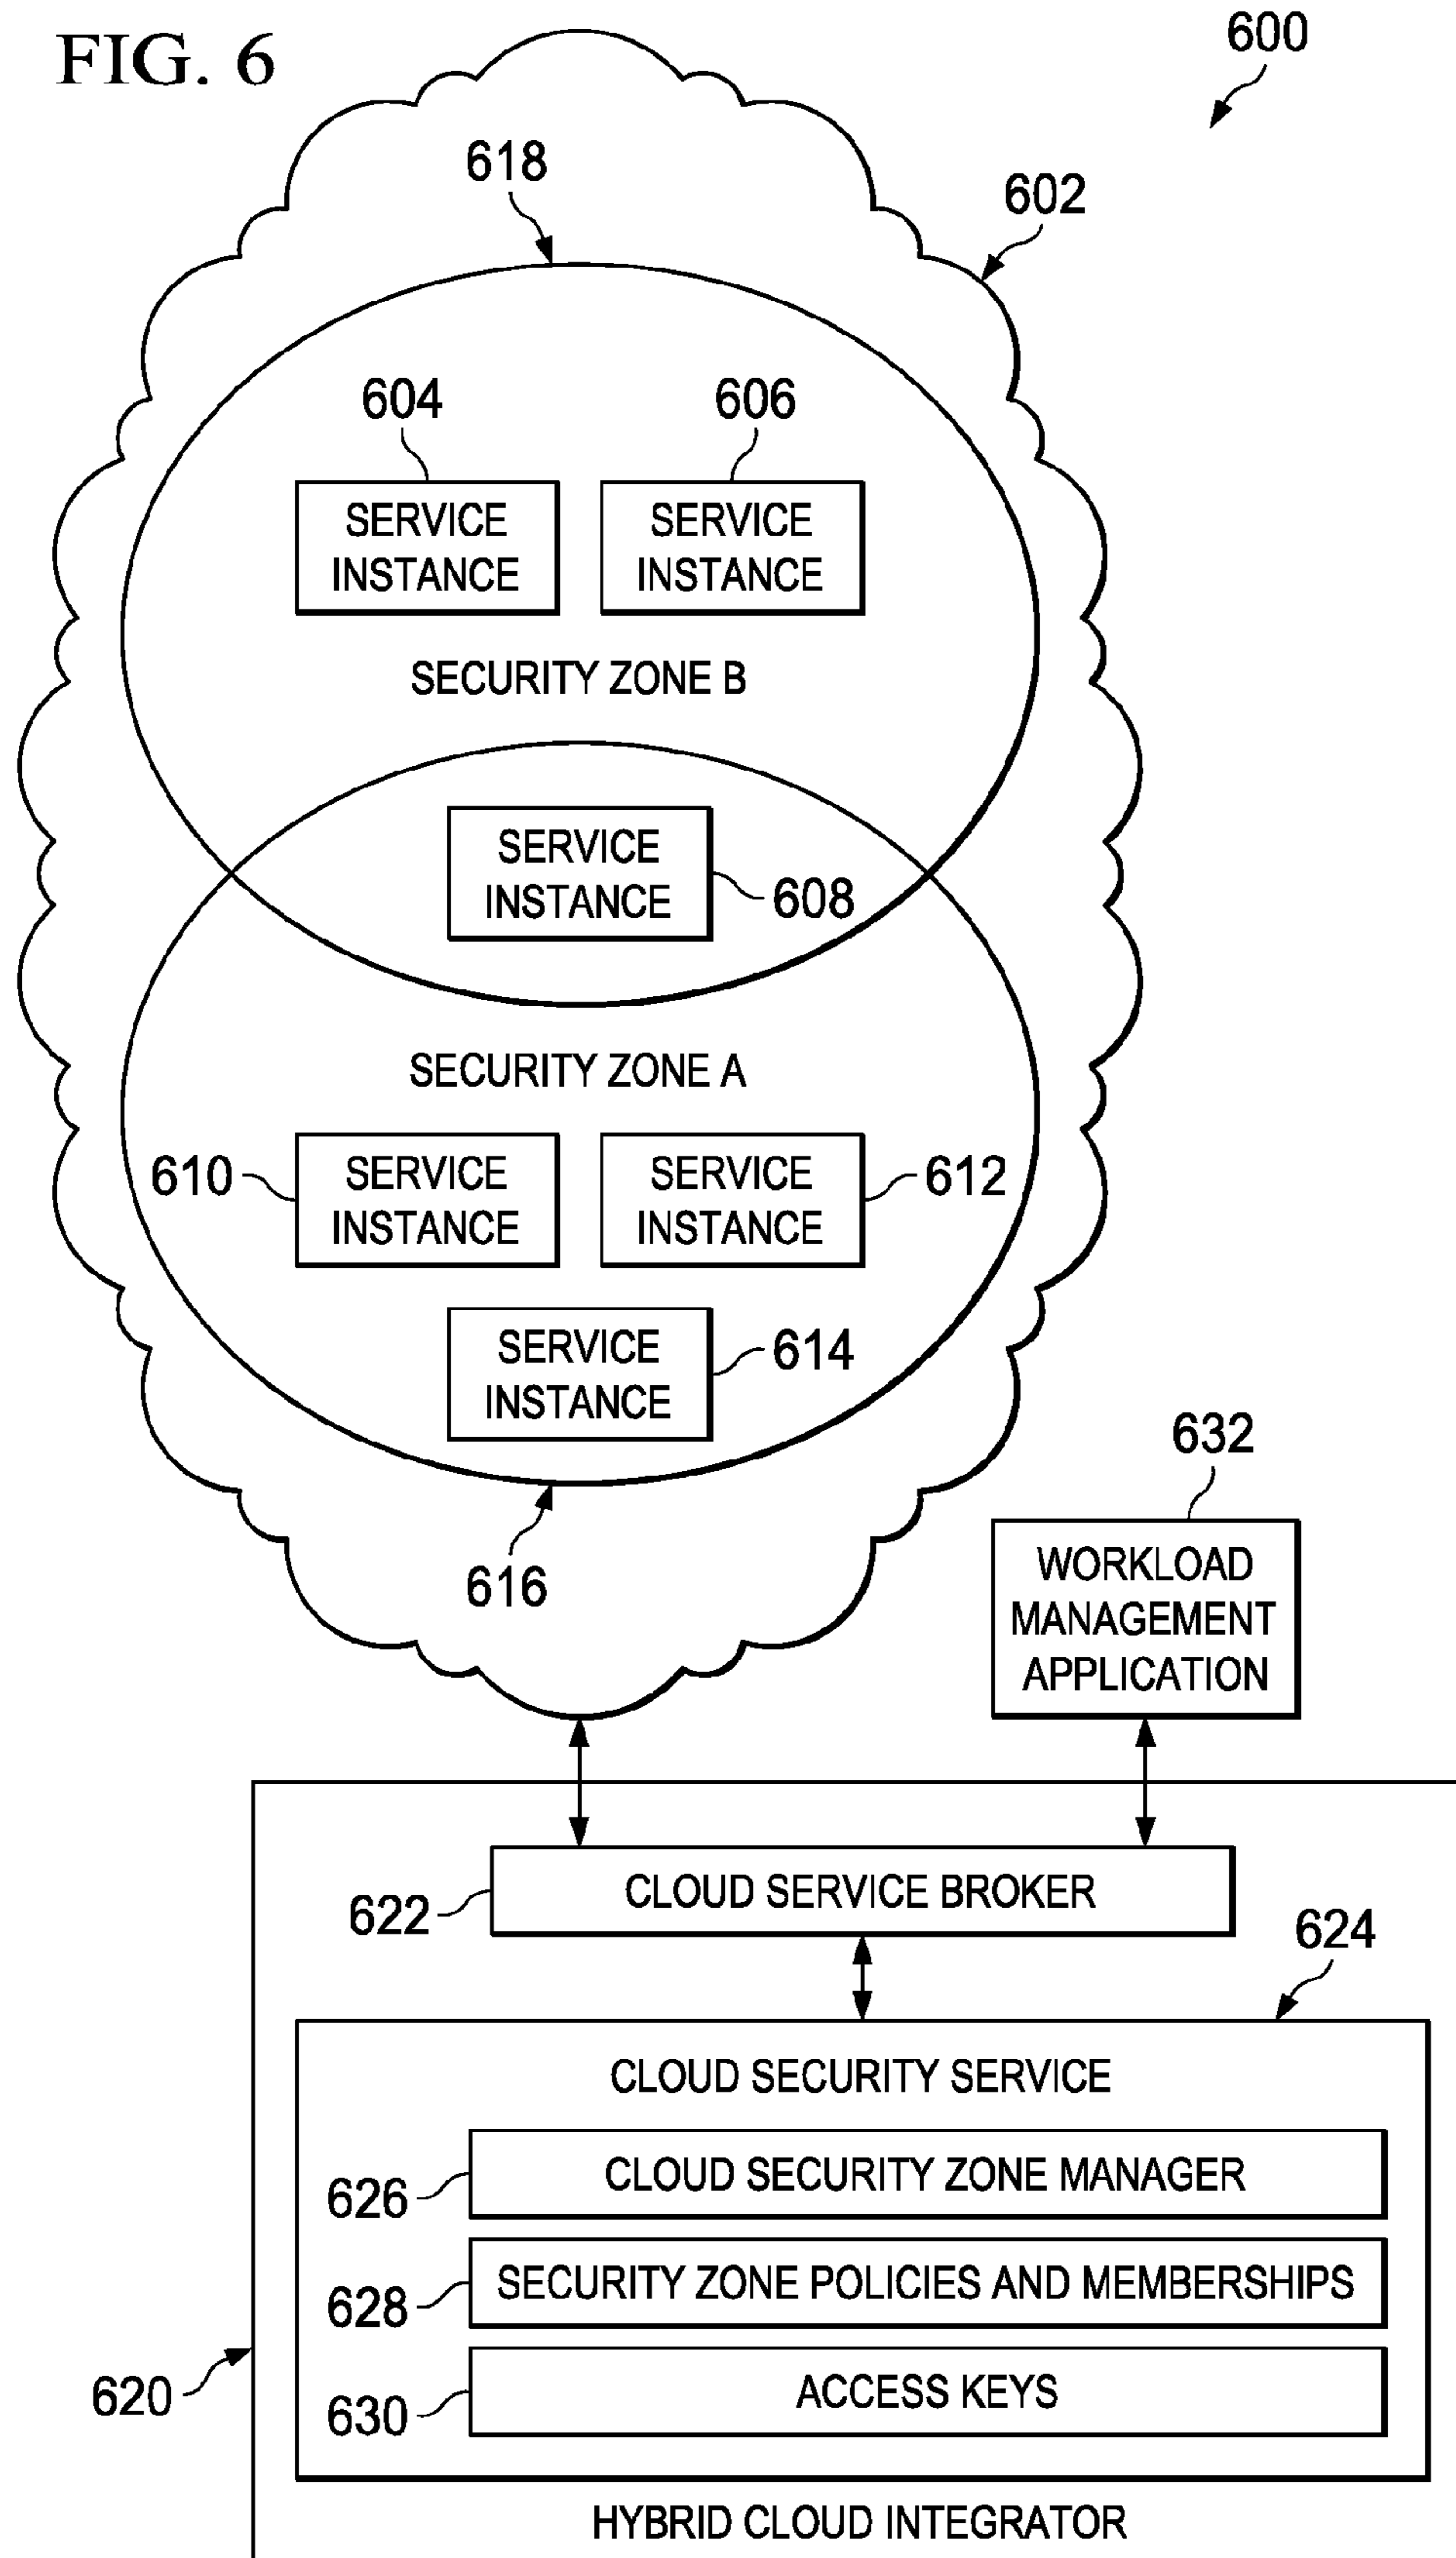 FIG. 6
600
618
602
604
606
SERVICE
INSTANCE
SERVICE
INSTANCE
SECURITY ZONE B
SERVICE
INSTANCE
608
SECURITY ZONE A
610
SERVICE
INSTANCE
SERVICE
INSTANCE
612
SERVICE
INSTANCE
614
616
632
WORKLOAD
MANAGEMENT
APPLICATION
CLOUD SERVICE BROKER
622
624
CLOUD SECURITY SERVICE
CLOUD SECURITY ZONE MANAGER
626
SECURITY ZONE POLICIES AND MEMBERSHIPS
628
ACCESS KEYS
630
620
HYBRID CLOUD INTEGRATOR